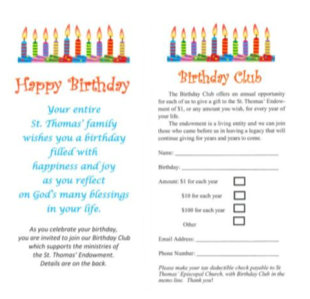 Happy Birthday
Your entire
St. Thomas' family
wishes you a birthday
filled with
happiness and joy
as you reflect
on God's many blessings
in your life.
As you celebrate your birthday,
you are invited to join our Birthday Club
which supports the ministries of
the St. Thomas' Endowment.
Details are on the back.
Birthday Club
The Birthday Club offers an annual opportunity
for each of us to give a gift to the St. Thomas' Endow-
ment of $1, or any amount you wish, for every year of
your life.
The endowment is a living entity and we can join
those who came before us in leaving a legacy that will
continue giving for years and years to come.
Name:
Birthday:
Amount: $1 for each year
$10 for each year
$100 for each year
Other
Email Address:
Phone Number:
Please make your tax deductible check payable to St.
Thomas' Episcopal Church, with Birthday Club in the
memo line. Thank you!